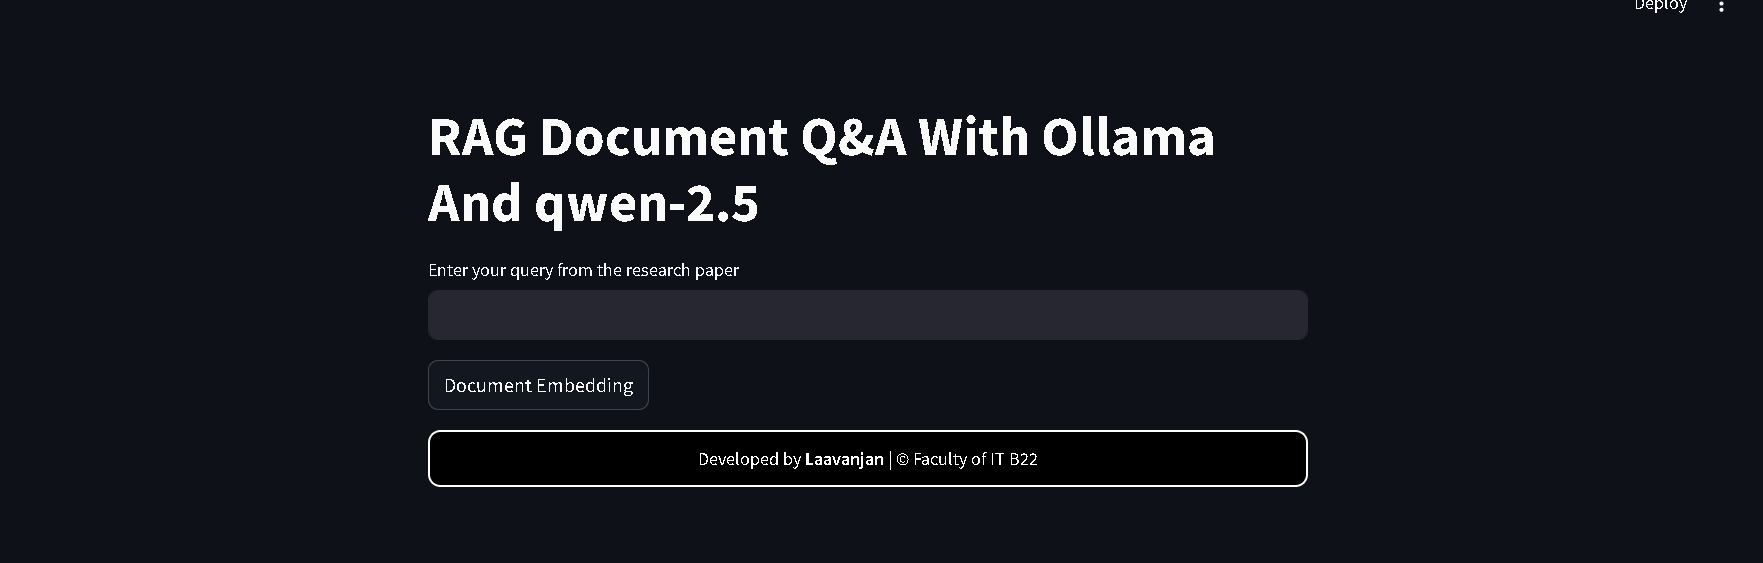 Deploy
RAG Document Q&A With Ollama
And qwen-2.5
Enter your query from the research paper
Document Embedding
Developed by Laavanjan | © Faculty of IT B22